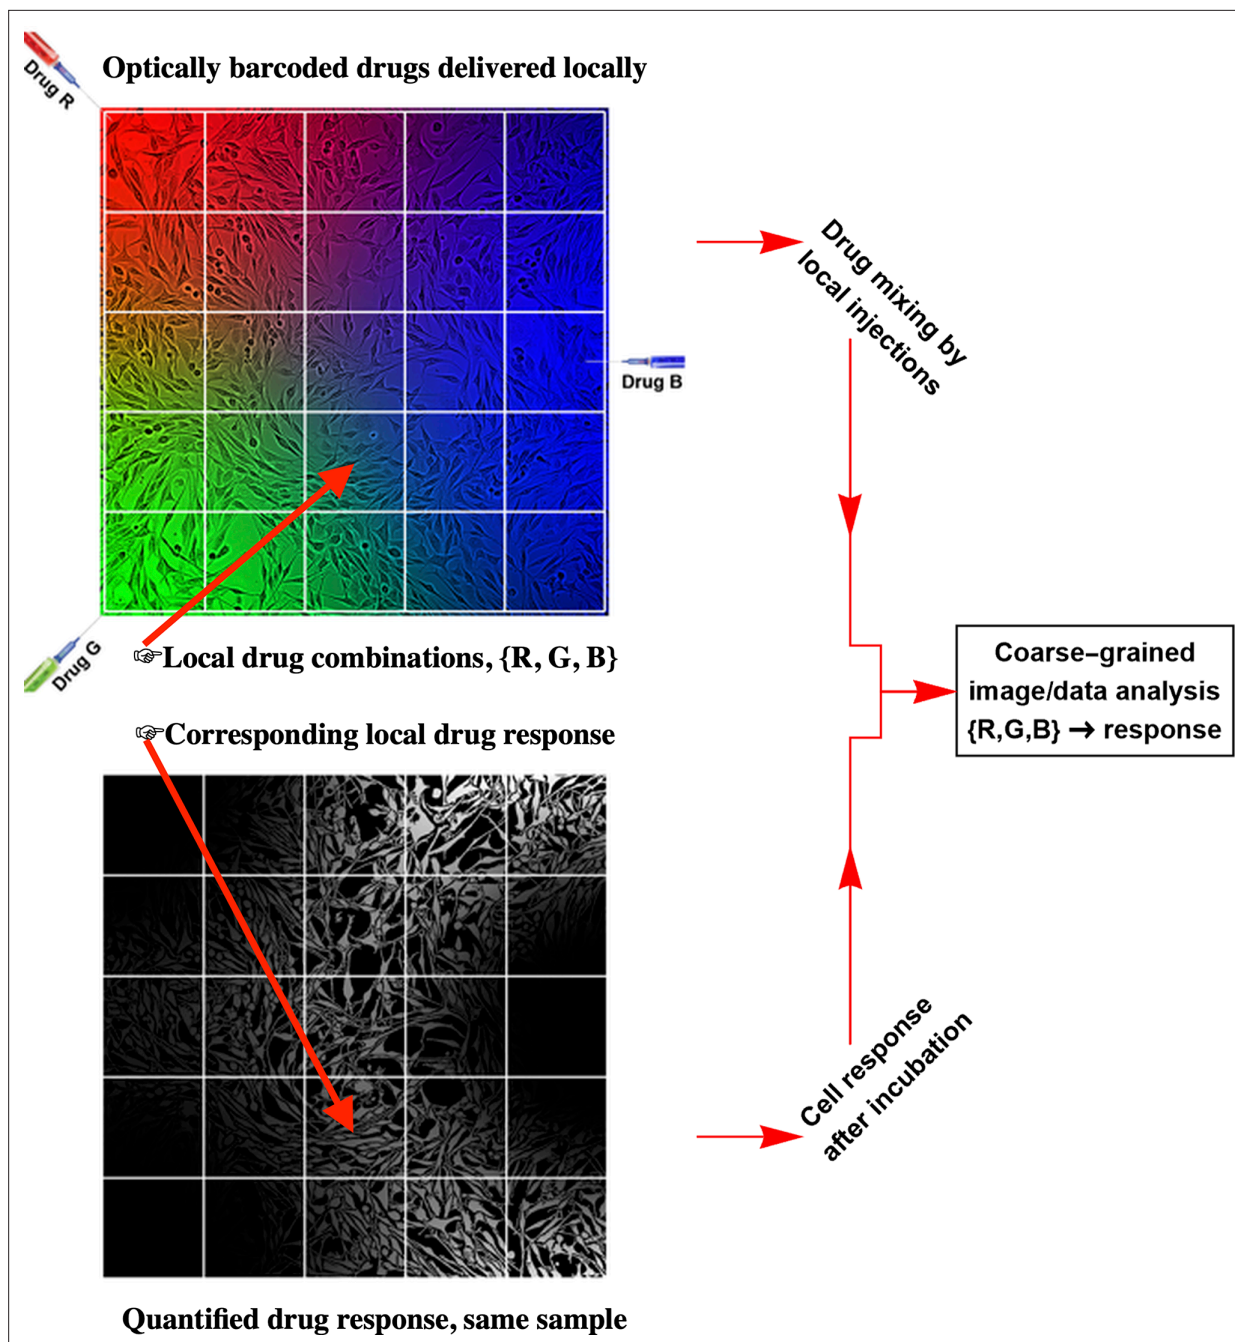 Optically barcoded drugs delivered locally
Drug R
Drug B
Drug G
☞Local drug combinations, {R, G, B}
☞Corresponding local drug response
Quantified drug response, same sample
Drug mixing by
local injections
Coarse–grained
image/data analysis
{R,G,B} → response
Cell response
after incubation